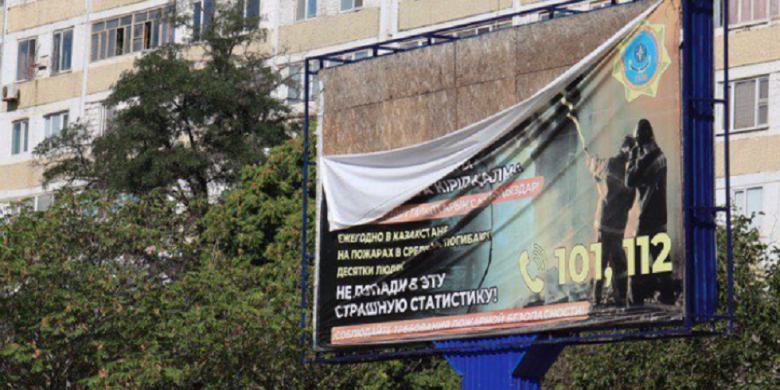 ЕЖЕГОДНО В КАЗАХСТАНЕ
НА ПОЖАРАХ В СРЕДНЕМ ПОГИБАЮТ
ДЕСЯТКИ ЛЮДЕЙ
НЕ ПОПАДИ В ЭТУ
СТРАШНУЮ СТАТИСТИКУ!
101, 112
СОБЛЮДАЙТЕ ТРЕБОВАНИЯ ПОЖАРНОЙ БЕЗОПАСНОСТИ!